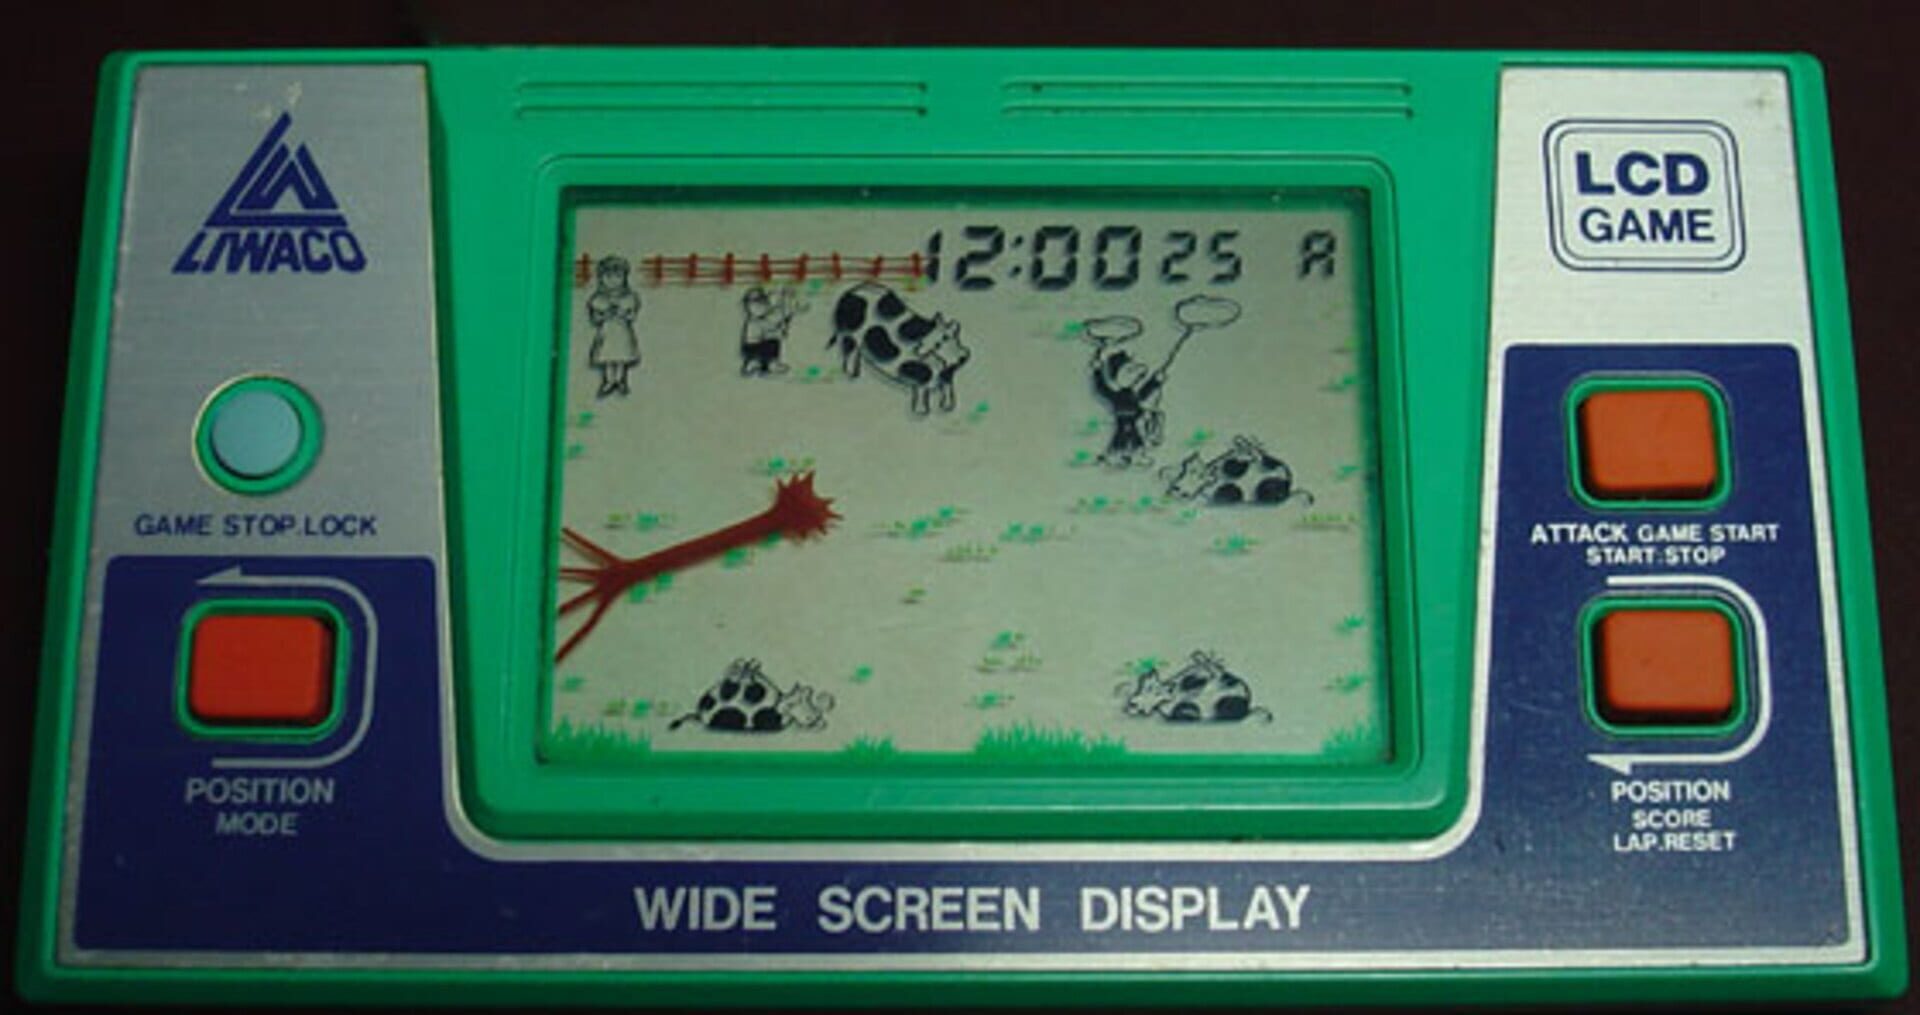 LIWACO
LCD
GAME
12:00 25 A
GAME STOP.LOCK
ATTACK GAME START
START:STOP
POSITION
MODE
POSITION
SCORE
LAP.RESET
WIDE SCREEN DISPLAY